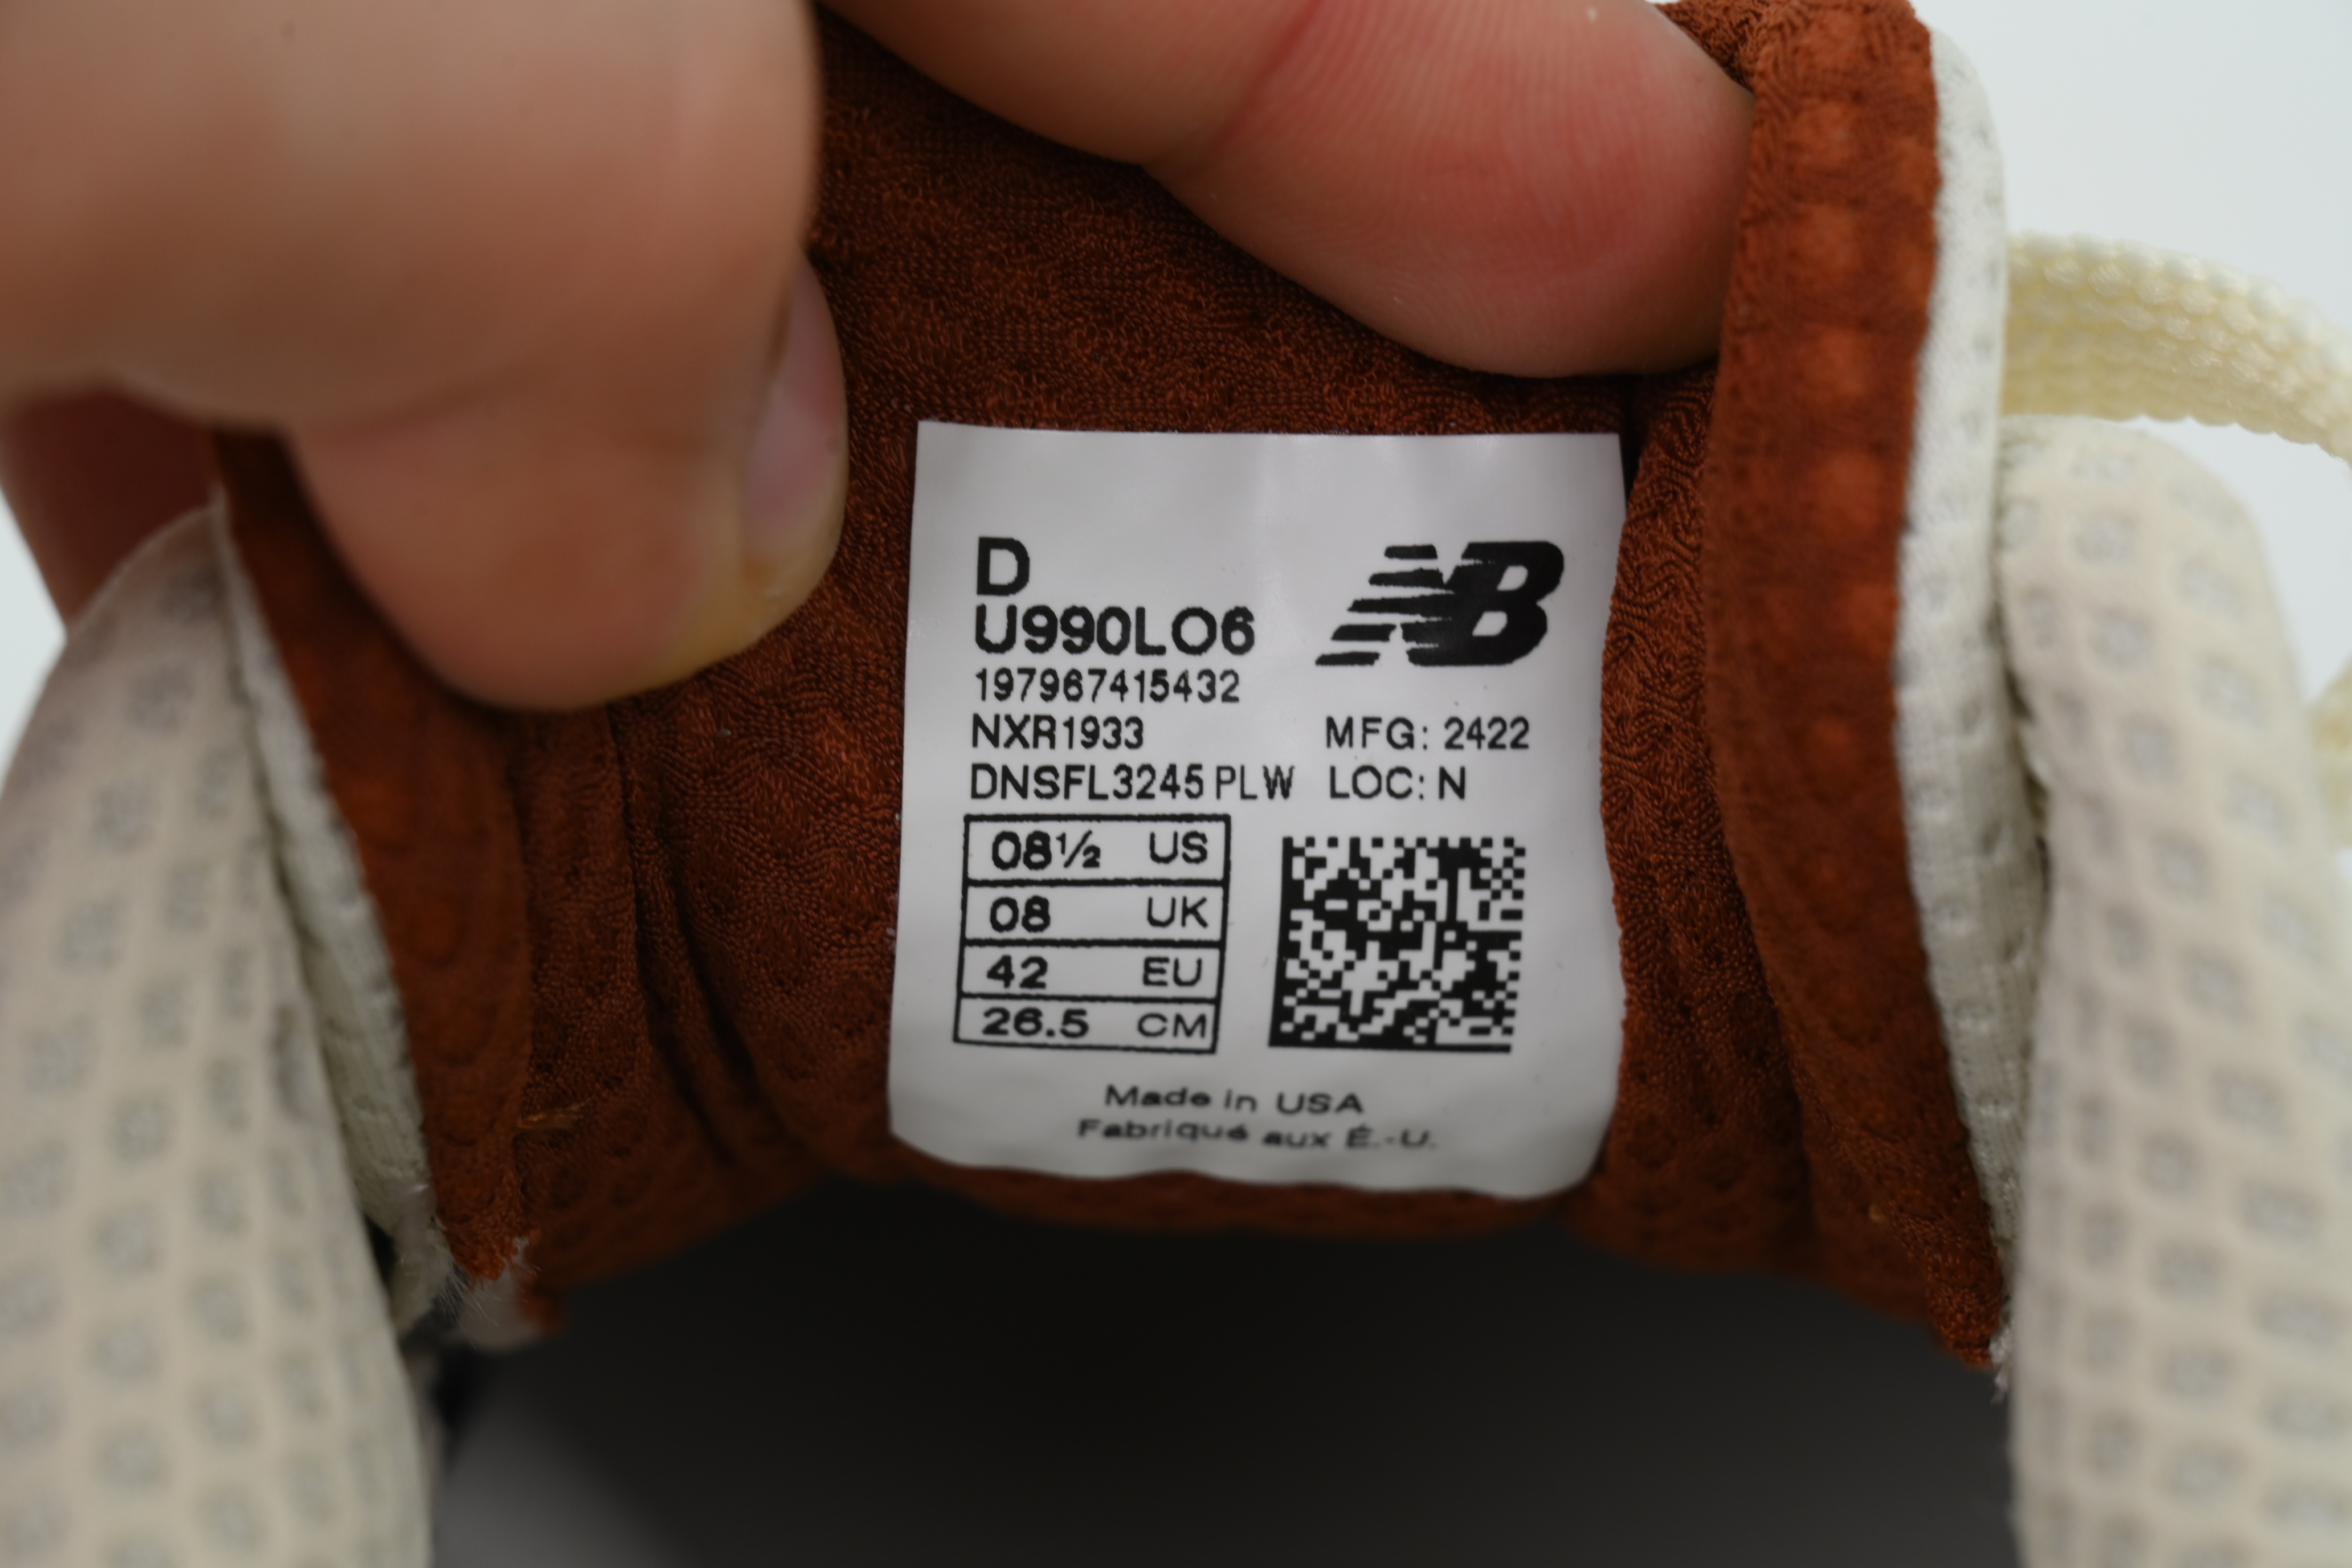 D
U990LO6
NB
197967415432
NXR1933 MFG: 2422
DNSFL3245 PLW LOC: N
08½ US
08 UK
42 EU
26.5 CM
Made in USA
Fabriqué aux É.-U.